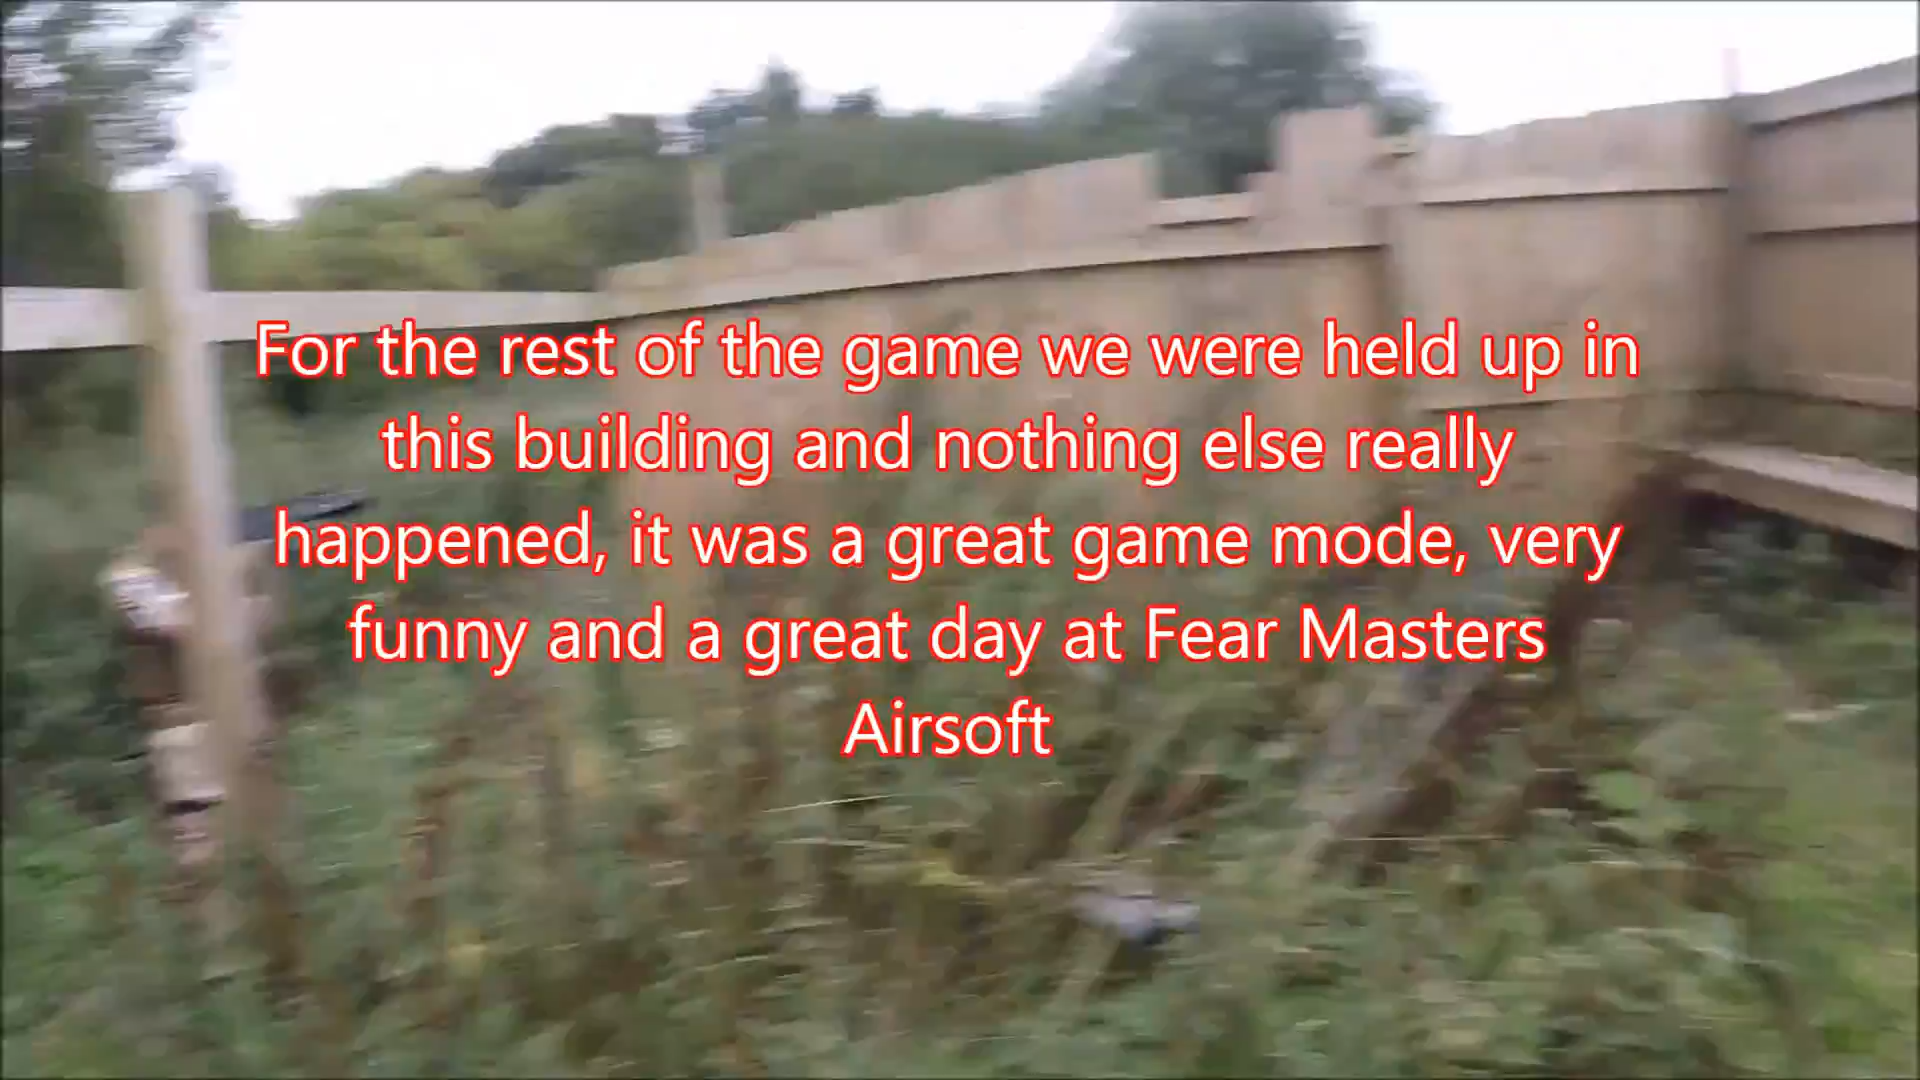 For the rest of the game we were held up in
this building and nothing else really
happened, it was a great game mode, very
funny and a great day at Fear Masters
Airsoft